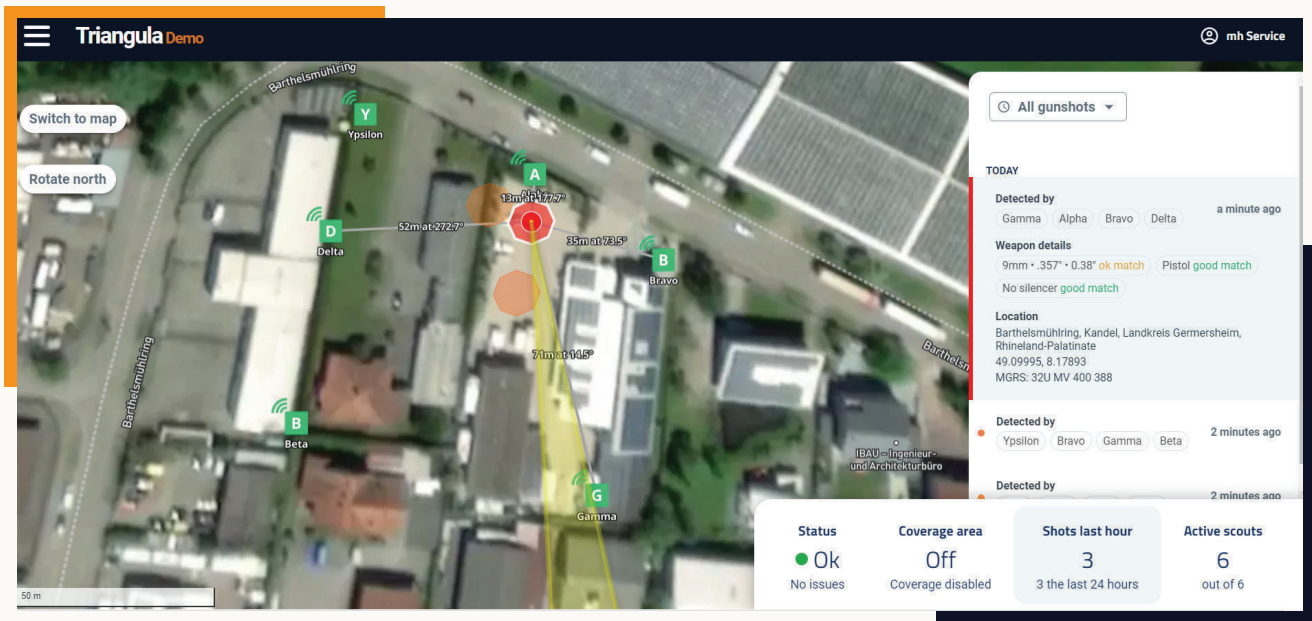 Triangula Demo
mh Service
Switch to map
Rotate north
Barthelsmühlring
Y
Ypsilon
A
13m at 177.7°
D
Delta
52m at 272.7°
35m at 73.5°
B
Bravo
71m at 14.5°
Barthelsmühlring
B
Beta
G
Gamma
IBAU – Ingenieur-
und Architekturbüro
50 m
All gunshots
TODAY
Detected by
a minute ago
Gamma Alpha Bravo Delta
Weapon details
9mm • .357" • 0.38" ok match Pistol good match
No silencer good match
Location
Barthelsmühlring, Kandel, Landkreis Germersheim,
Rhineland-Palatinate
49.09995, 8.17893
MGRS: 32U MV 400 388
Detected by
2 minutes ago
Ypsilon Bravo Gamma Beta
Detected by
2 minutes ago
Status
Ok
No issues
Coverage area
Off
Coverage disabled
Shots last hour
3
3 the last 24 hours
Active scouts
6
out of 6